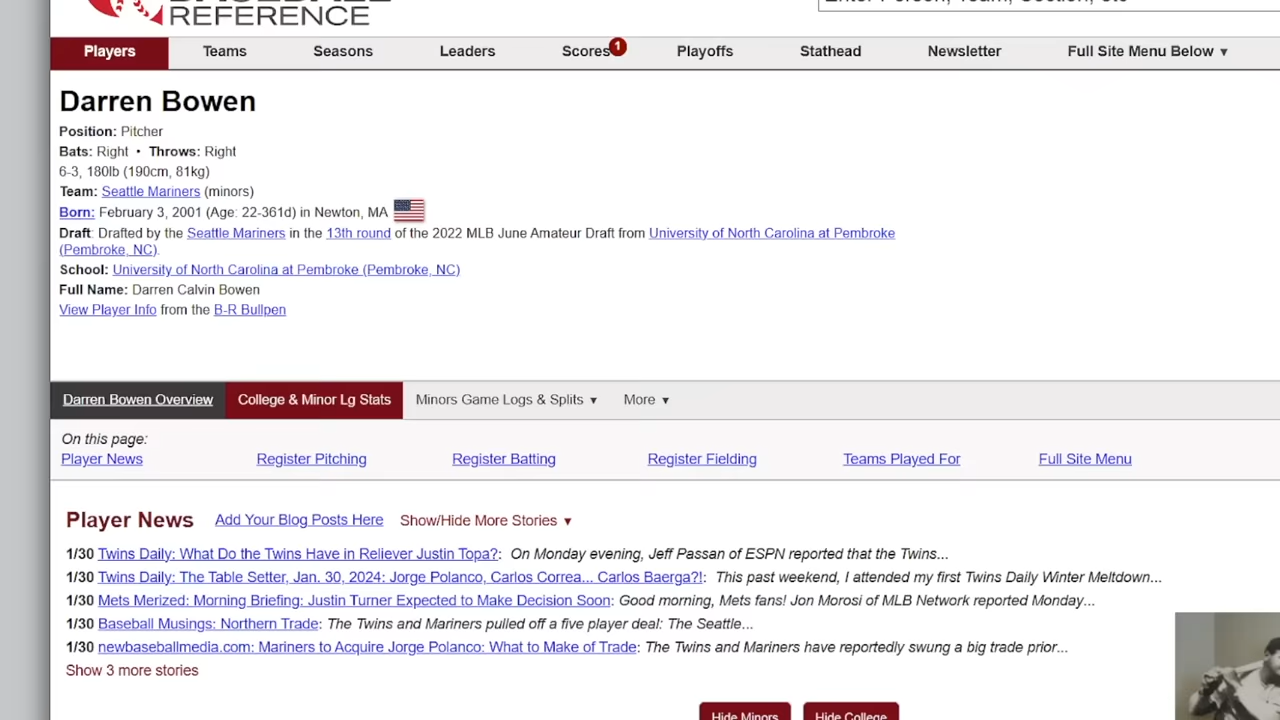 REFERENCE
Players Teams Seasons Leaders Scores 1 Playoffs Stathead Newsletter Full Site Menu Below ▼
Darren Bowen
Position: Pitcher
Bats: Right • Throws: Right
6-3, 180lb (190cm, 81kg)
Team: Seattle Mariners (minors)
Born: February 3, 2001 (Age: 22-361d) in Newton, MA
Draft: Drafted by the Seattle Mariners in the 13th round of the 2022 MLB June Amateur Draft from University of North Carolina at Pembroke
(Pembroke, NC).
School: University of North Carolina at Pembroke (Pembroke, NC)
Full Name: Darren Calvin Bowen
View Player Info from the B-R Bullpen
Darren Bowen Overview College & Minor Lg Stats Minors Game Logs & Splits ▼ More ▼
On this page:
Player News Register Pitching Register Batting Register Fielding Teams Played For Full Site Menu
Player News Add Your Blog Posts Here Show/Hide More Stories ▼
1/30 Twins Daily: What Do the Twins Have in Reliever Justin Topa?: On Monday evening, Jeff Passan of ESPN reported that the Twins...
1/30 Twins Daily: The Table Setter, Jan. 30, 2024: Jorge Polanco, Carlos Correa... Carlos Baerga?!: This past weekend, I attended my first Twins Daily Winter Meltdown...
1/30 Mets Merized: Morning Briefing: Justin Turner Expected to Make Decision Soon: Good morning, Mets fans! Jon Morosi of MLB Network reported Monday...
1/30 Baseball Musings: Northern Trade: The Twins and Mariners pulled off a five player deal: The Seattle...
1/30 newbaseballmedia.com: Mariners to Acquire Jorge Polanco: What to Make of Trade: The Twins and Mariners have reportedly swung a big trade prior...
Show 3 more stories
Hide Minors Hide College